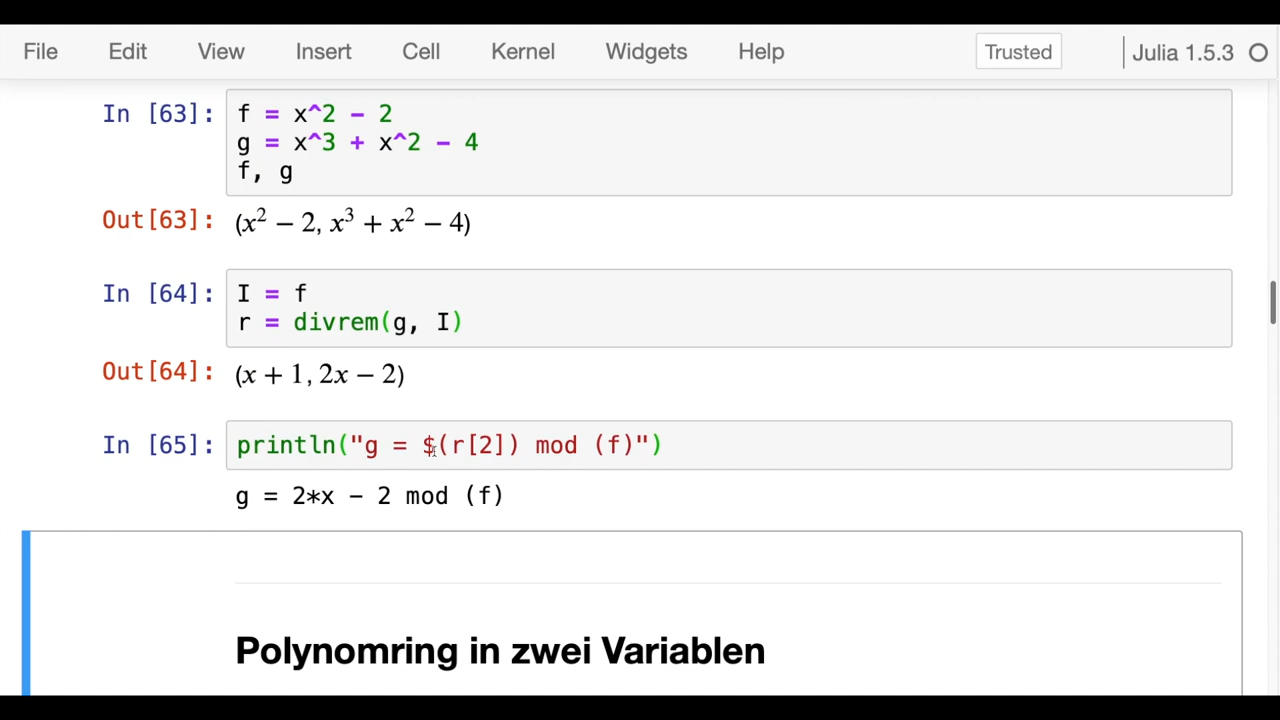 File Edit View Insert Cell Kernel Widgets Help Trusted Julia 1.5.3
In [63]: f = x^2 - 2
g = x^3 + x^2 - 4
f, g
Out[63]: (x² − 2, x³ + x² − 4)
In [64]: I = f
r = divrem(g, I)
Out[64]: (x + 1, 2x − 2)
In [65]: println("g = $(r[2]) mod (f)")
g = 2*x - 2 mod (f)
Polynomring in zwei Variablen